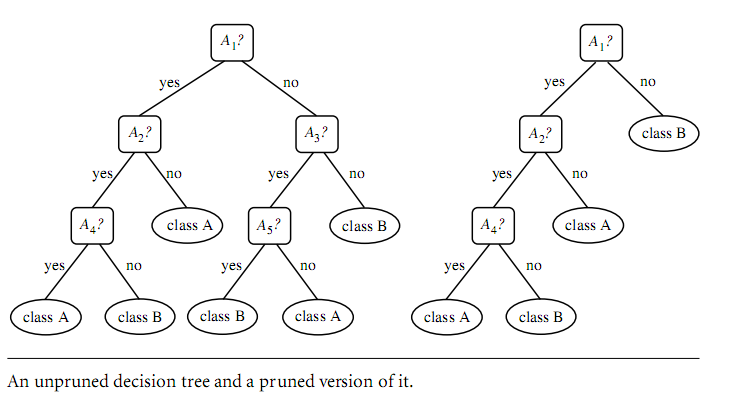 A₁? A₁?
yes no yes no
A₂? A₃? A₂? class B
yes no yes no yes no
A₄? class A A₅? class B A₄? class A
yes no yes no yes no
class A class B class B class A class A class B
An unpruned decision tree and a pruned version of it.